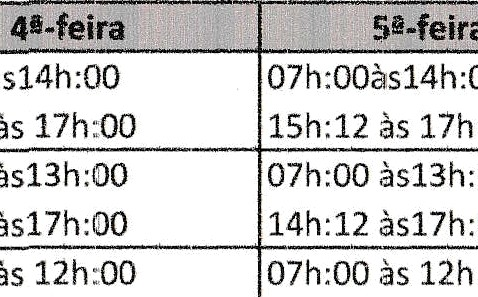 4ª-feira 5ª-feira
às14h:00 07h:00às14h:0
às 17h:00 15h:12 às 17h
às13h:00 07h:00 às13h:
às17h:00 14h:12 às17h:
às 12h:00 07h:00 às 12h